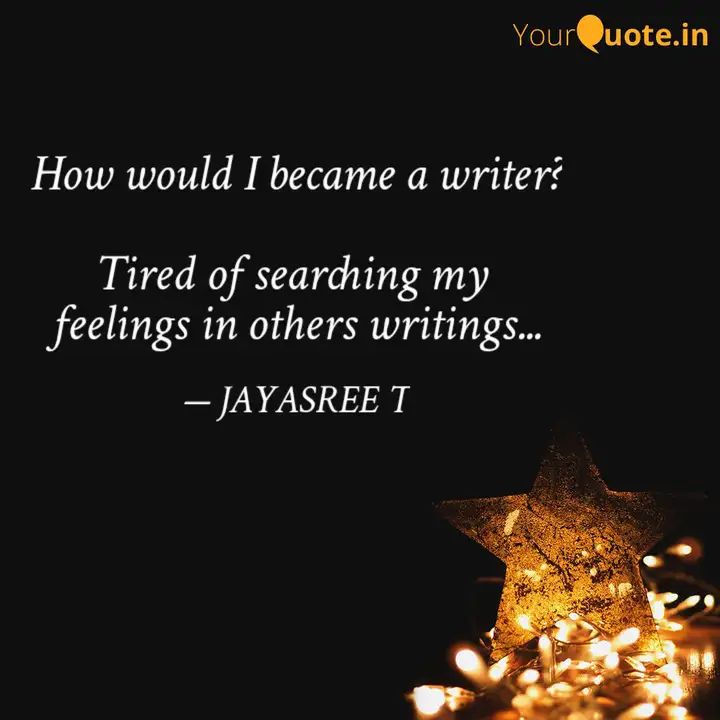 YourQuote.in
How would I became a writer?
Tired of searching my
feelings in others writings...
— JAYASREE T